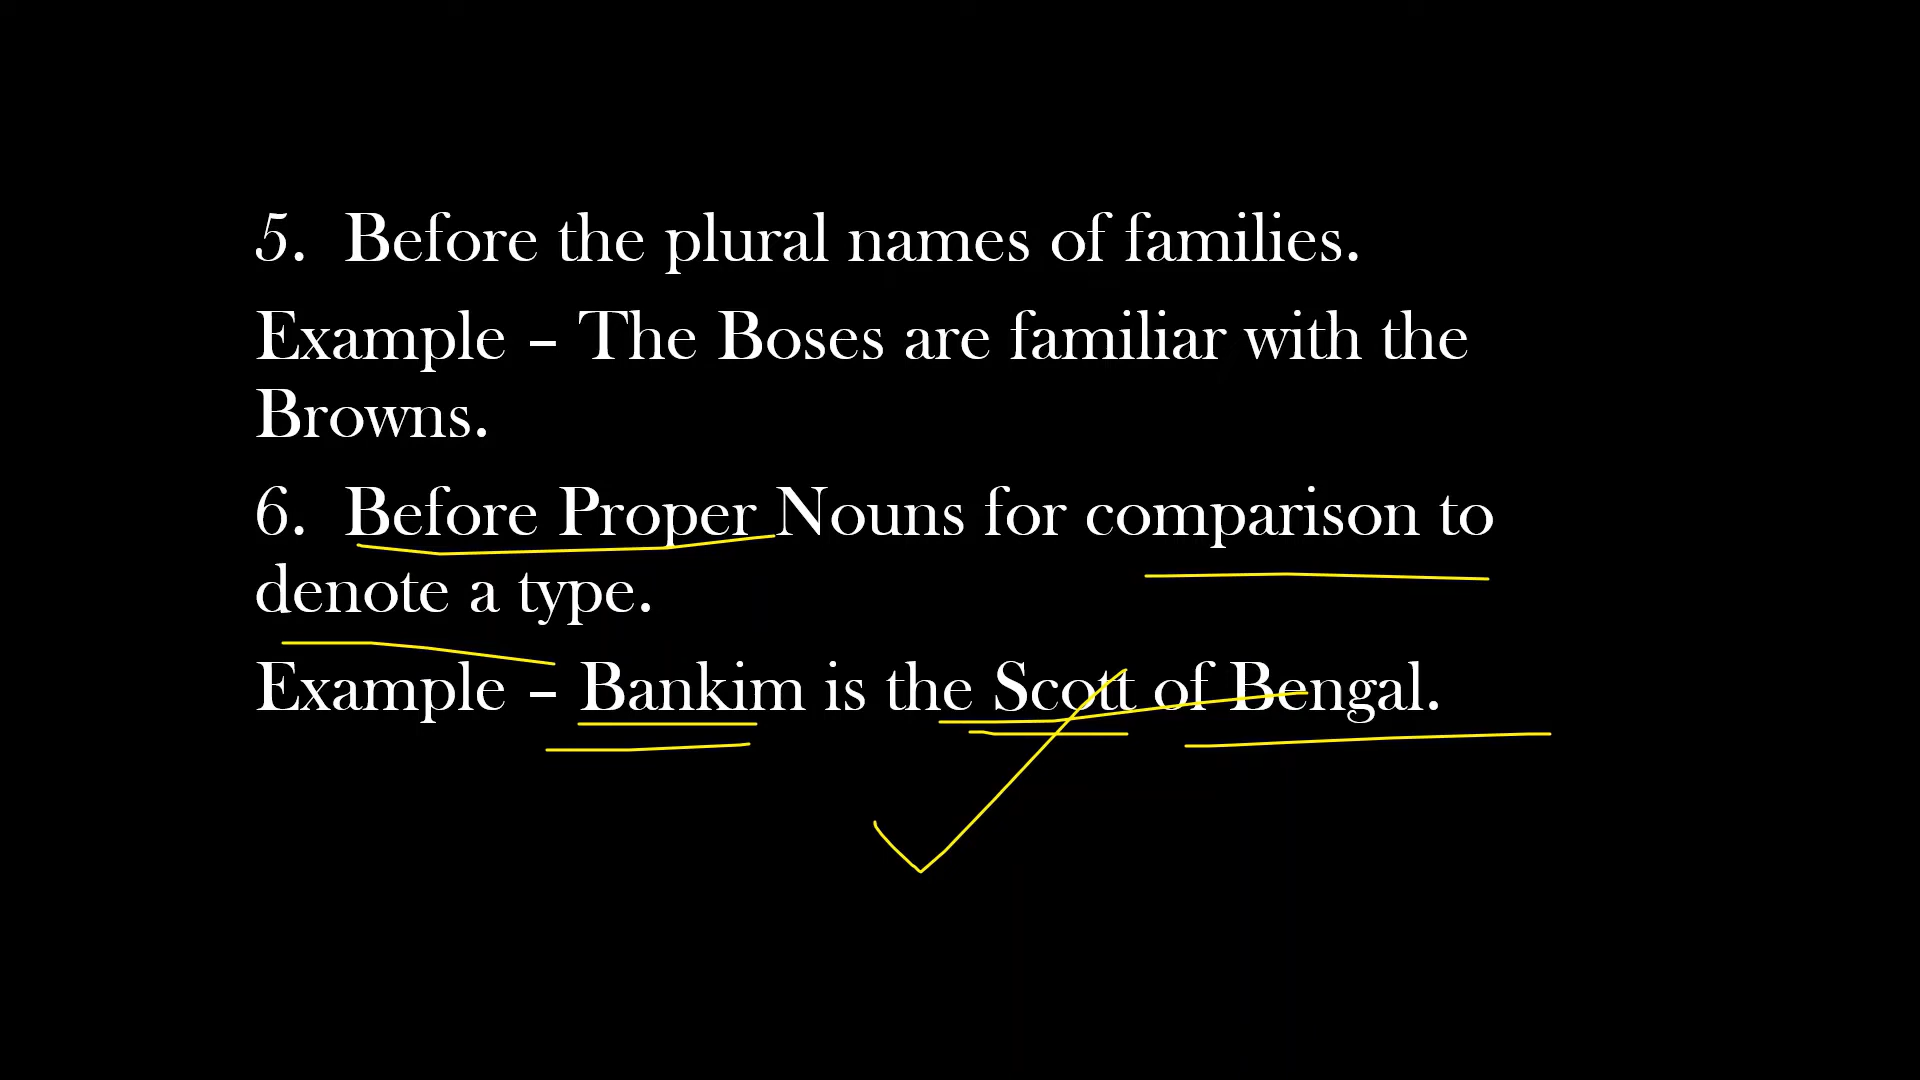 5. Before the plural names of families.
Example – The Boses are familiar with the
Browns.
6. Before Proper Nouns for comparison to
denote a type.
Example – Bankim is the Scott of Bengal.